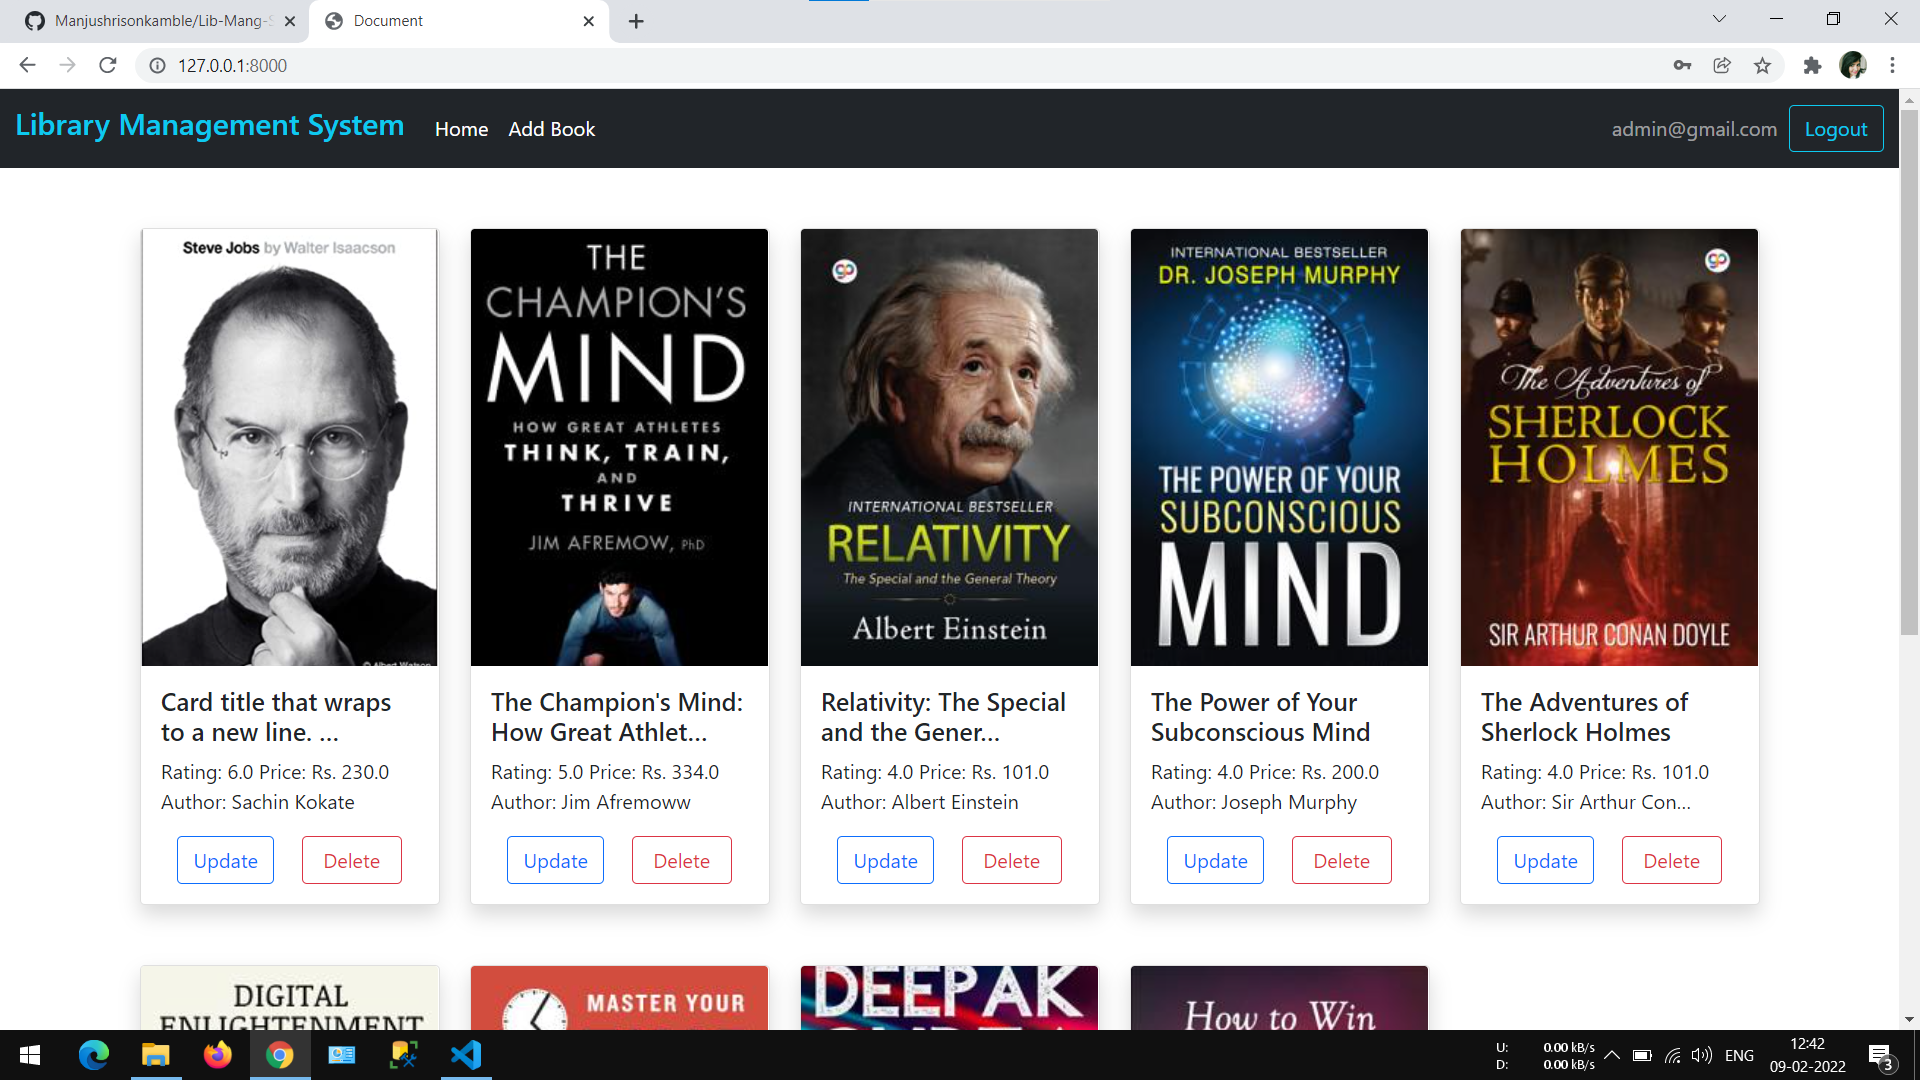 Manjushrisonkamble/Lib-Mang-S
Document
127.0.0.1:8000
Library Management System
Home
Add Book
admin@gmail.com
Logout
Steve Jobs by Walter Isaacson
© Albert Watson
Card title that wraps
to a new line. ...
Rating: 6.0 Price: Rs. 230.0
Author: Sachin Kokate
Update
Delete
THE
CHAMPION'S
MIND
HOW GREAT ATHLETES
THINK, TRAIN,
AND
THRIVE
JIM AFREMOW, PhD
The Champion's Mind:
How Great Athlet...
Rating: 5.0 Price: Rs. 334.0
Author: Jim Afremoww
Update
Delete
gp
INTERNATIONAL BESTSELLER
RELATIVITY
The Special and the General Theory
Albert Einstein
Relativity: The Special
and the Gener...
Rating: 4.0 Price: Rs. 101.0
Author: Albert Einstein
Update
Delete
INTERNATIONAL BESTSELLER
DR. JOSEPH MURPHY
THE POWER OF YOUR
SUBCONSCIOUS
MIND
The Power of Your
Subconscious Mind
Rating: 4.0 Price: Rs. 200.0
Author: Joseph Murphy
Update
Delete
gp
The Adventures of
SHERLOCK
HOLMES
SIR ARTHUR CONAN DOYLE
The Adventures of
Sherlock Holmes
Rating: 4.0 Price: Rs. 101.0
Author: Sir Arthur Con...
Update
Delete
DIGITAL
ENLIGHTENMENT
MASTER YOUR
DEEPAK
How to Win
U: 0.00 kB/s
D: 0.00 kB/s
ENG
12:42
09-02-2022
3